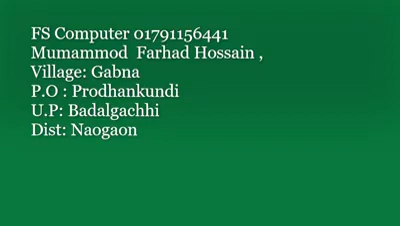 FS Computer 01791156441
Mumammod  Farhad Hossain ,
Village: Gabna
P.O : Prodhankundi
U.P: Badalgachhi
Dist: Naogaon